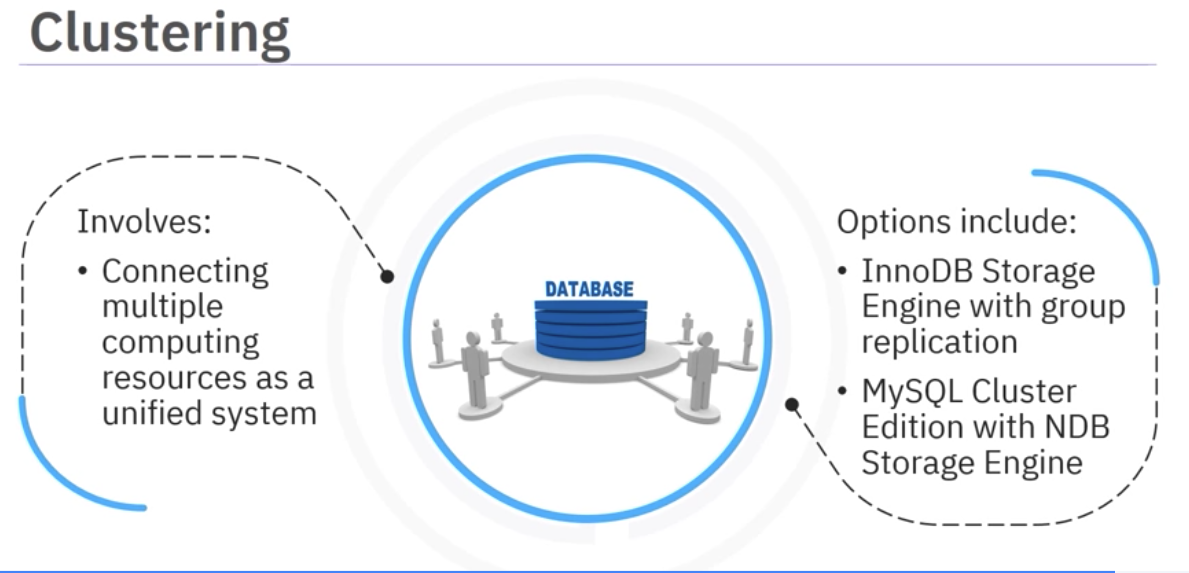 Clustering
Involves:
• Connecting
multiple
computing
resources as a
unified system
DATABASE
Options include:
• InnoDB Storage
Engine with group
replication
• MySQL Cluster
Edition with NDB
Storage Engine